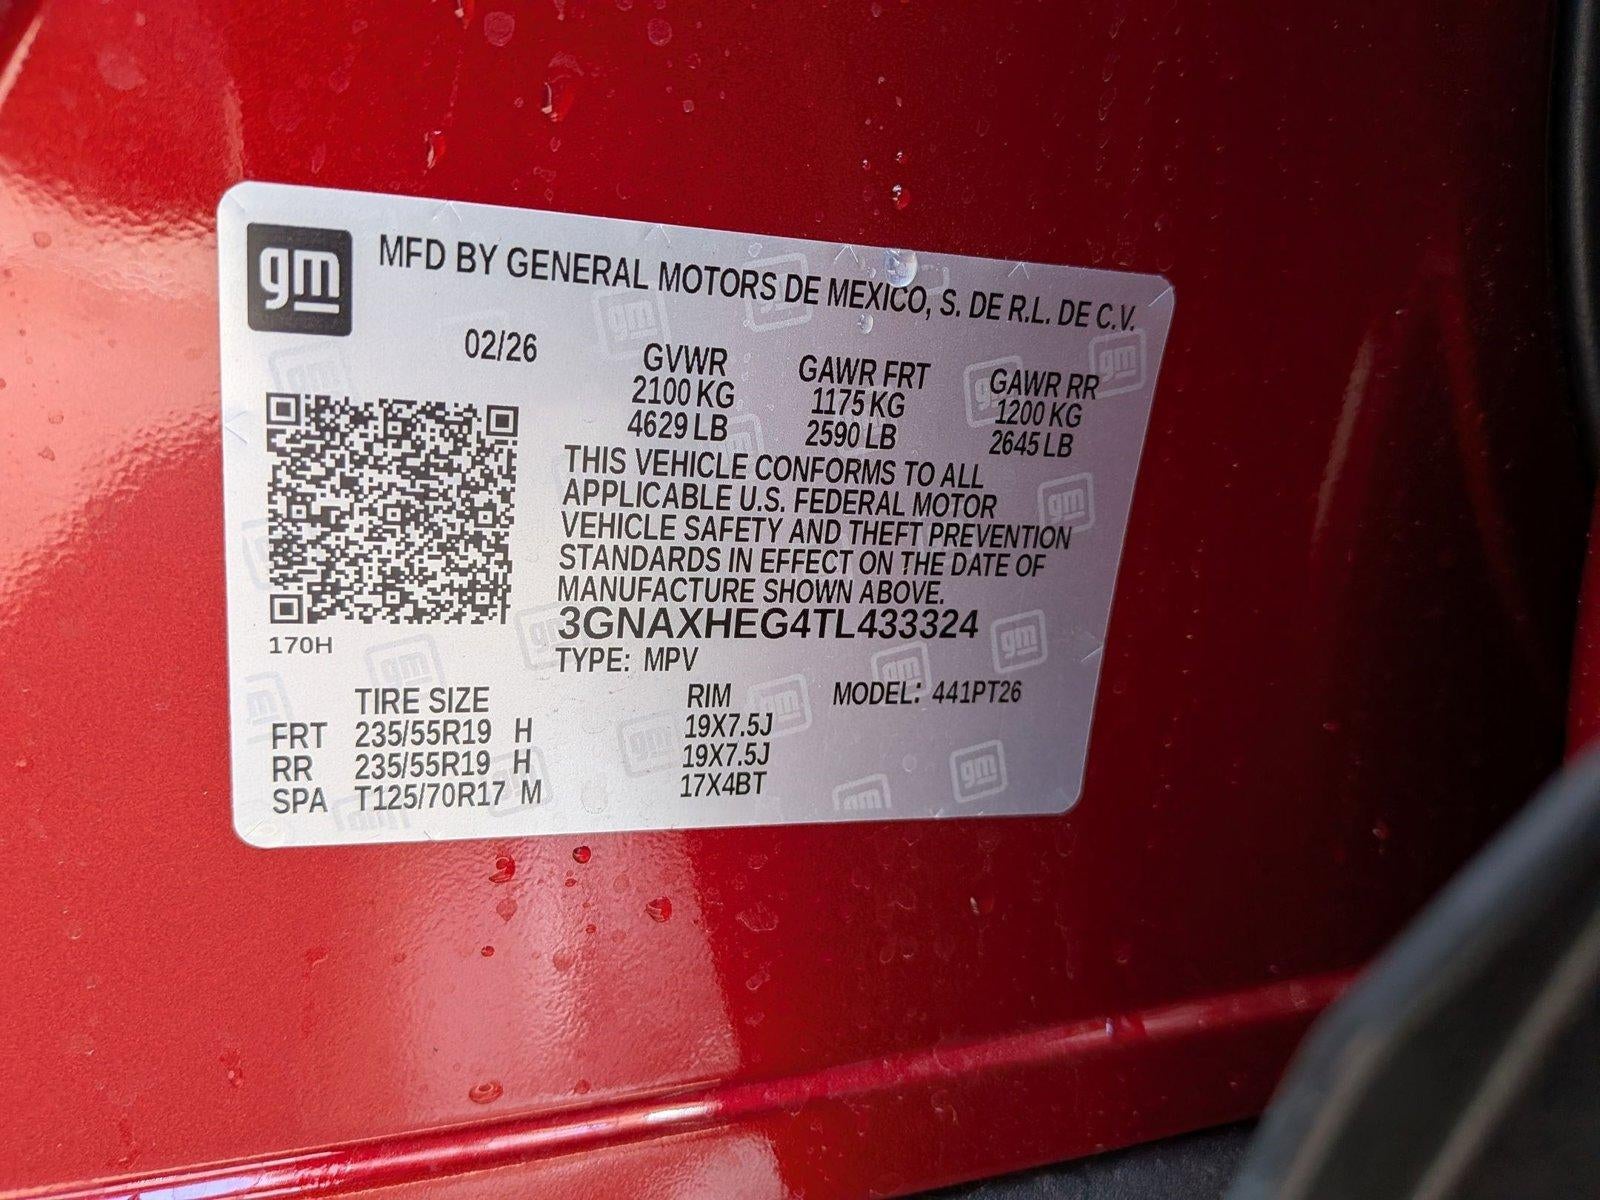 gm
MFD BY GENERAL MOTORS DE MEXICO, S. DE R.L. DE C.V.
02/26
GVWR GAWR FRT GAWR RR
2100 KG 1175 KG 1200 KG
4629 LB 2590 LB 2645 LB
THIS VEHICLE CONFORMS TO ALL
APPLICABLE U.S. FEDERAL MOTOR
VEHICLE SAFETY AND THEFT PREVENTION
STANDARDS IN EFFECT ON THE DATE OF
MANUFACTURE SHOWN ABOVE.
3GNAXHEG4TL433324
170H
TYPE: MPV
TIRE SIZE RIM MODEL: 441PT26
FRT 235/55R19 H 19X7.5J
RR 235/55R19 H 19X7.5J
SPA T125/70R17 M 17X4BT